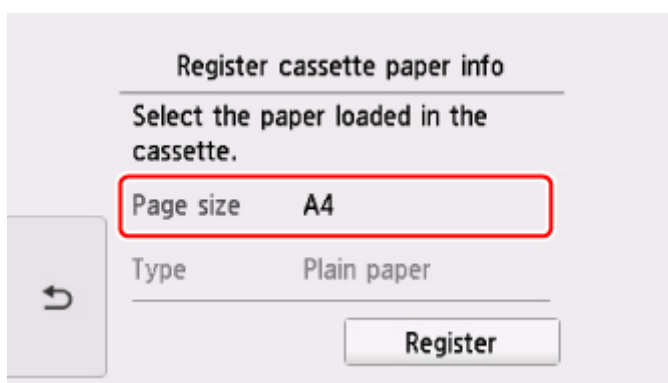 Register cassette paper info
Select the paper loaded in the
cassette.
Page size A4
Type Plain paper
Register